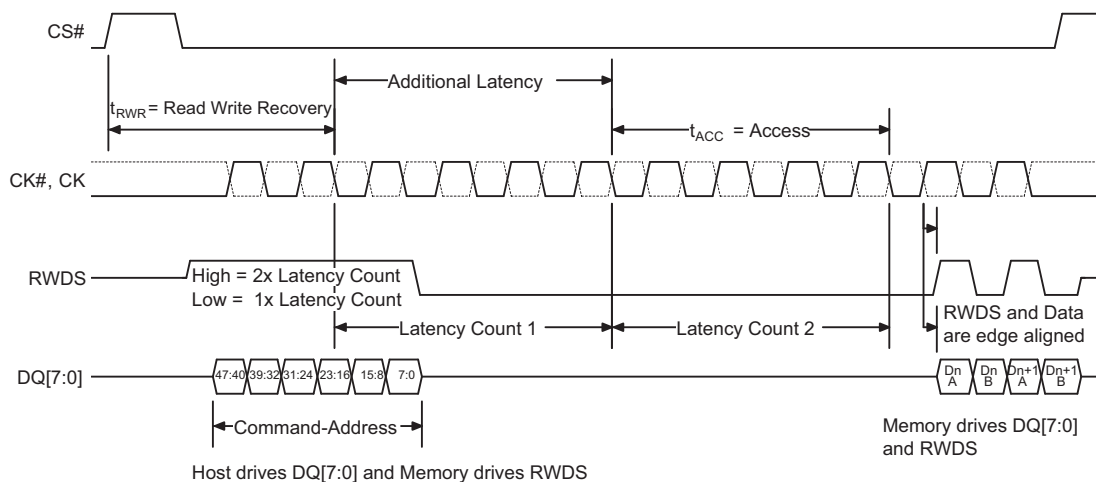 CS#
Additional Latency
tRWR = Read Write Recovery
tACC = Access
CK#, CK
RWDS
High = 2x Latency Count
Low = 1x Latency Count
RWDS and Data
are edge aligned
Latency Count 1
Latency Count 2
DQ[7:0]
47:40 39:32 31:24 23:16 15:8 7:0
Dn A
Dn B
Dn+1 A
Dn+1 B
Command-Address
Memory drives DQ[7:0]
and RWDS
Host drives DQ[7:0] and Memory drives RWDS